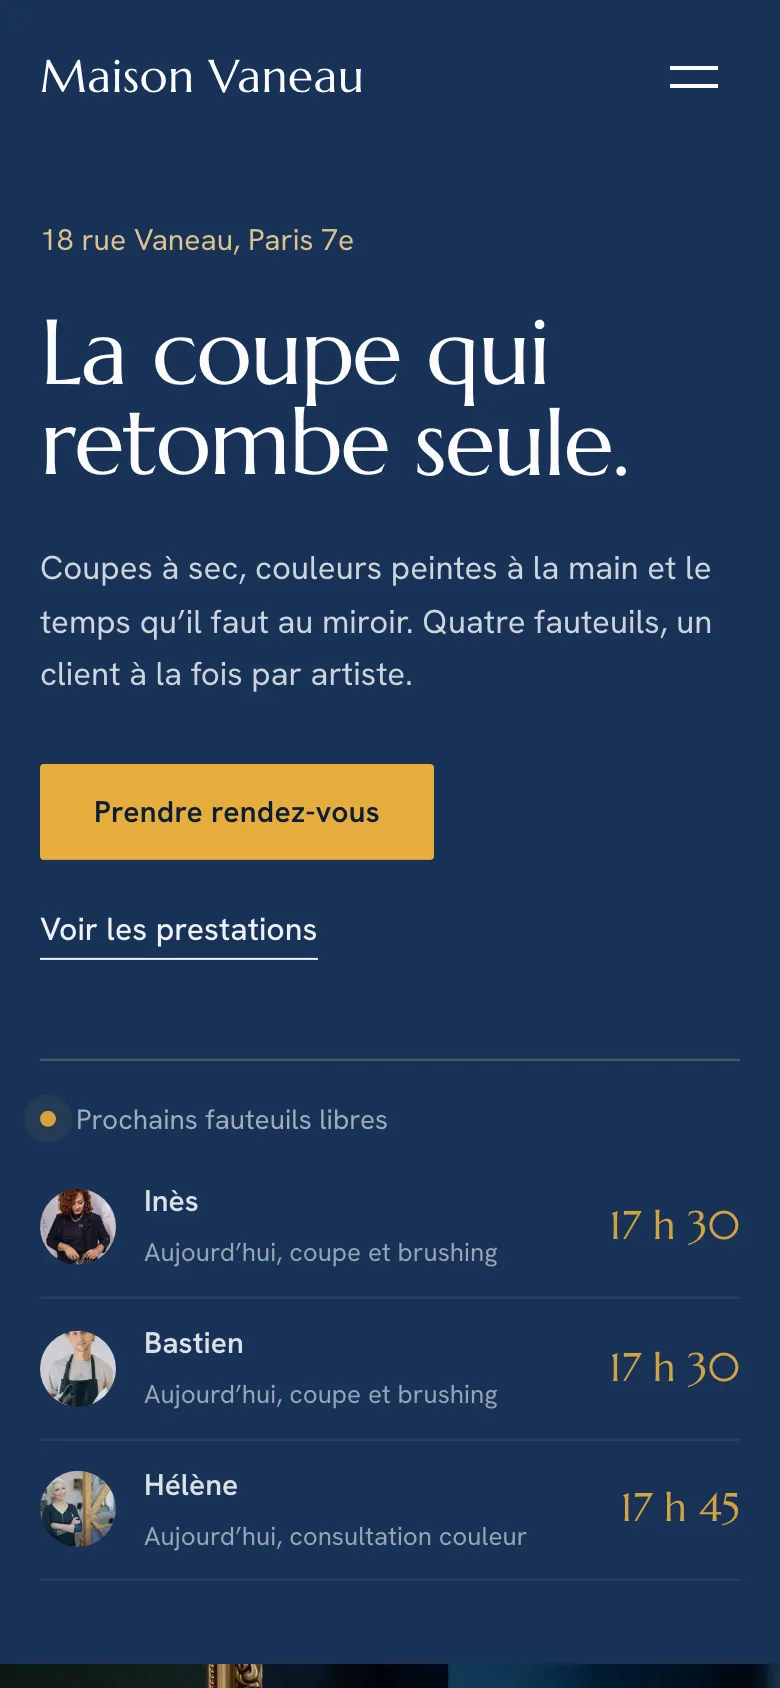 Maison Vaneau
18 rue Vaneau, Paris 7e
La coupe qui
retombe seule.
Coupes à sec, couleurs peintes à la main et le
temps qu’il faut au miroir. Quatre fauteuils, un
client à la fois par artiste.
Prendre rendez-vous
Voir les prestations
Prochains fauteuils libres
Inès
Aujourd’hui, coupe et brushing
17 h 30
Bastien
Aujourd’hui, coupe et brushing
17 h 30
Hélène
Aujourd’hui, consultation couleur
17 h 45